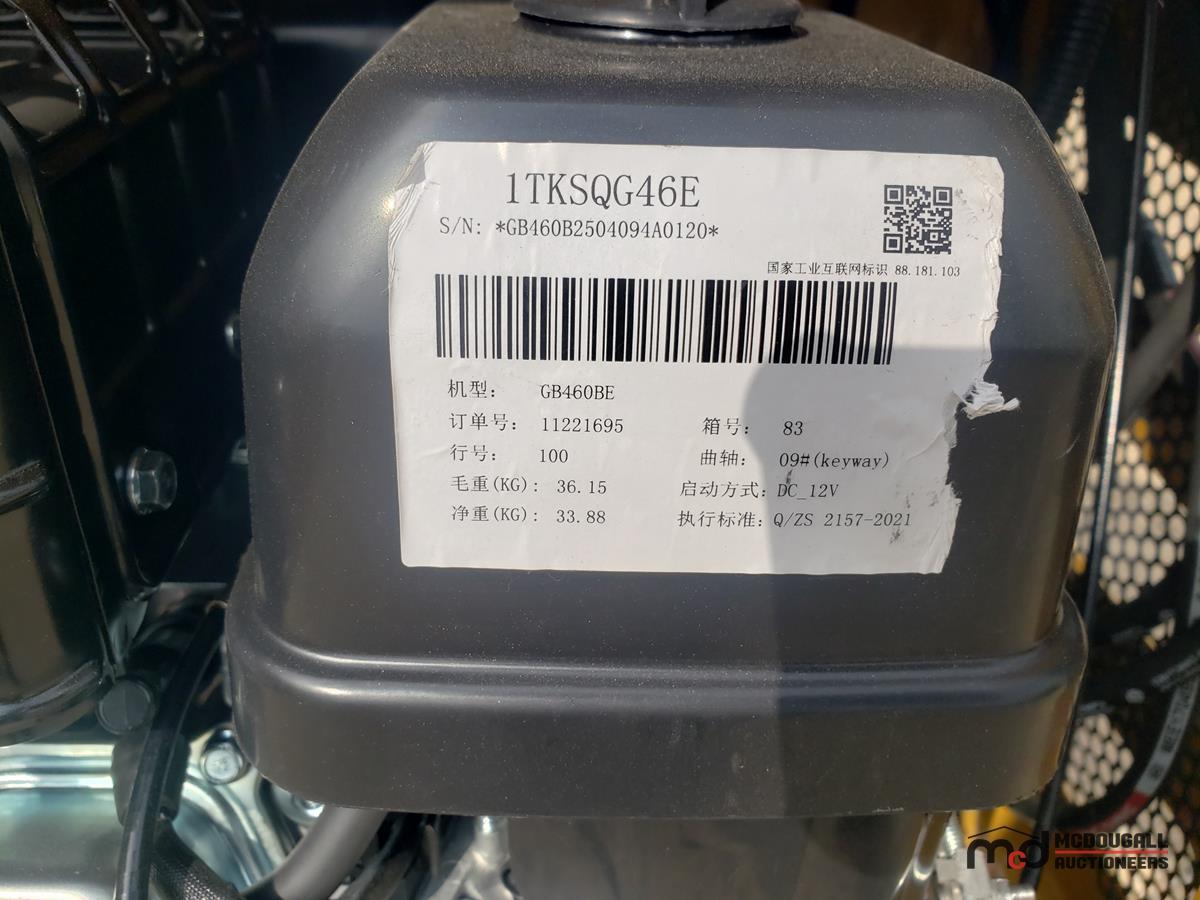 1TKSQG46E
S/N: *GB460B2504094A0120*
国家工业互联网标识 88.181.103
机型: GB460BE
订单号: 11221695 箱号: 83
行号: 100 曲轴: 09#(keyway)
毛重(KG): 36.15 启动方式: DC_12V
净重(KG): 33.88 执行标准: Q/ZS 2157-2021
mcd MCDOUGALL
AUCTIONEERS